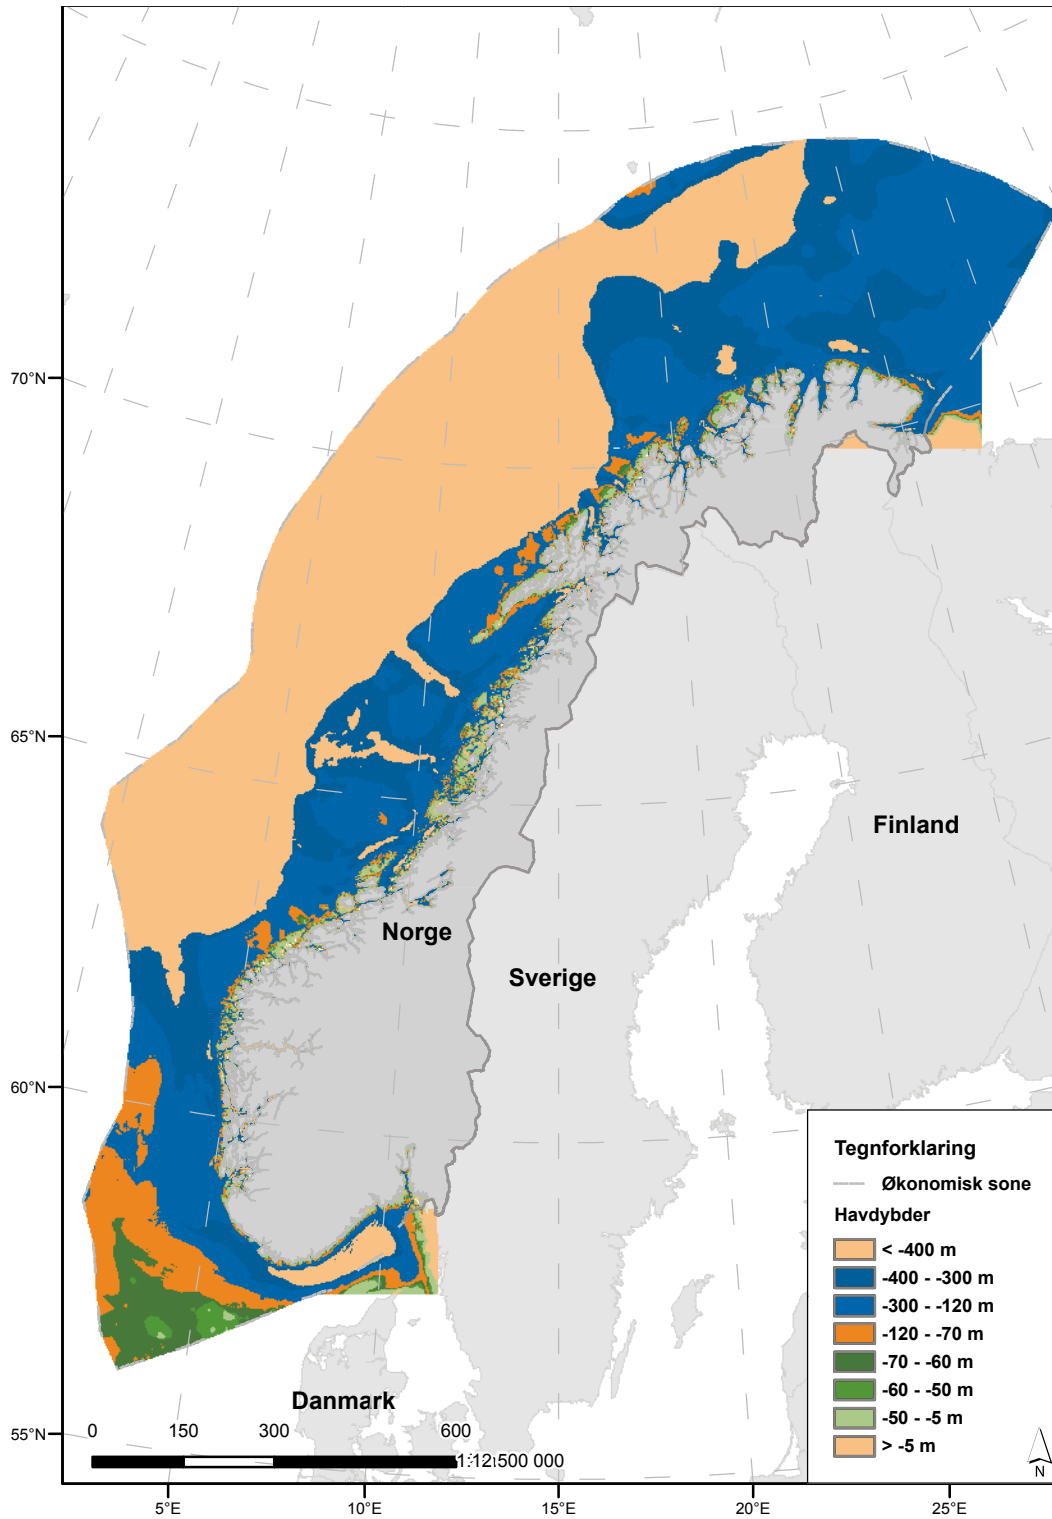 70°N
65°N
60°N
55°N
5°E
10°E
15°E
20°E
25°E
Finland
Norge
Sverige
Danmark
0 150 300 600
1:12 500 000
Tegnforklaring
Økonomisk sone
Havdybder
< -400 m
-400 - -300 m
-300 - -120 m
-120 - -70 m
-70 - -60 m
-60 - -50 m
-50 - -5 m
> -5 m
N